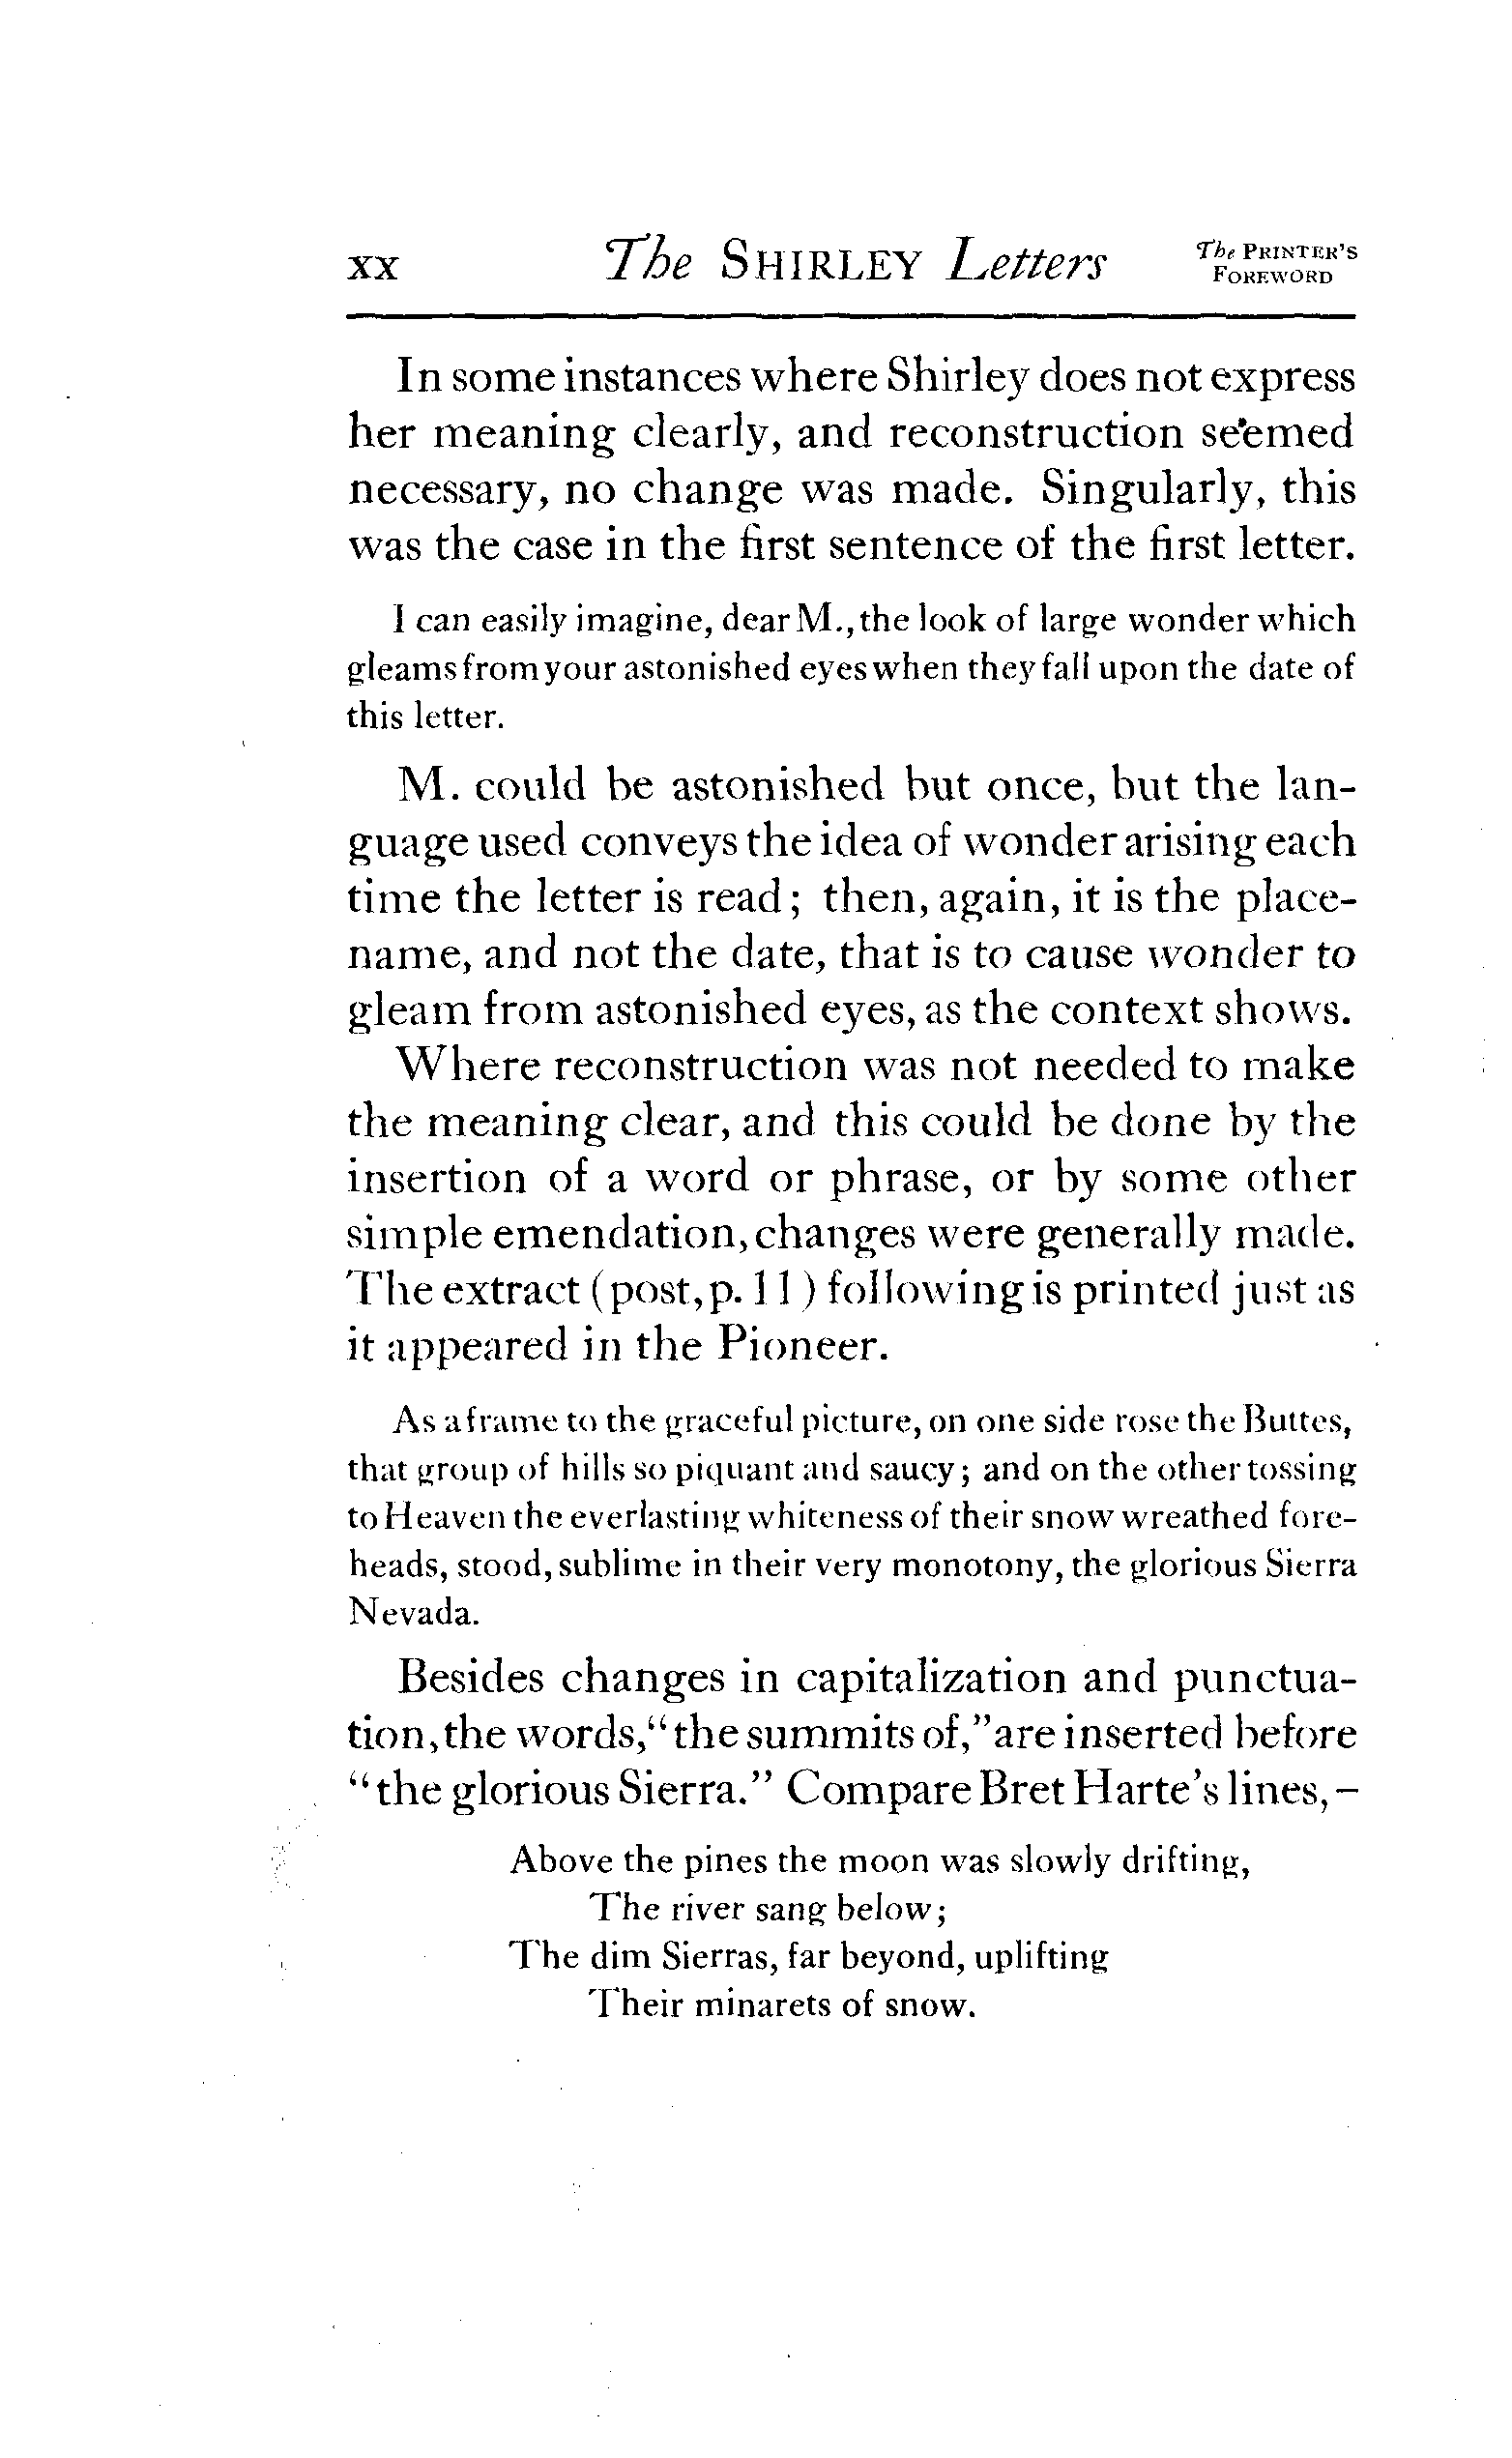 xx The SHIRLEY Letters The PRINTER'S FOREWORD
In some instances where Shirley does not express
her meaning clearly, and reconstruction seemed
necessary, no change was made. Singularly, this
was the case in the first sentence of the first letter.
I can easily imagine, dear M., the look of large wonder which
gleams from your astonished eyes when they fall upon the date of
this letter.
M. could be astonished but once, but the lan-
guage used conveys the idea of wonder arising each
time the letter is read; then, again, it is the place-
name, and not the date, that is to cause wonder to
gleam from astonished eyes, as the context shows.
Where reconstruction was not needed to make
the meaning clear, and this could be done by the
insertion of a word or phrase, or by some other
simple emendation, changes were generally made.
The extract (post, p. 11) following is printed just as
it appeared in the Pioneer.
As a frame to the graceful picture, on one side rose the Buttes,
that group of hills so piquant and saucy; and on the other tossing
to Heaven the everlasting whiteness of their snow wreathed fore-
heads, stood, sublime in their very monotony, the glorious Sierra
Nevada.
Besides changes in capitalization and punctua-
tion, the words, "the summits of," are inserted before
"the glorious Sierra." Compare Bret Harte's lines, –
Above the pines the moon was slowly drifting,
The river sang below;
The dim Sierras, far beyond, uplifting
Their minarets of snow.